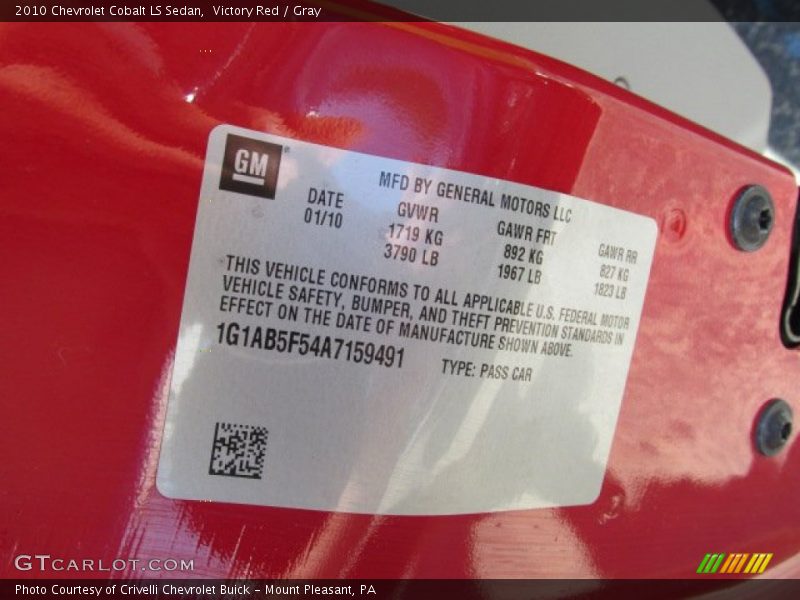 2010 Chevrolet Cobalt LS Sedan, Victory Red / Gray
GM
MFD BY GENERAL MOTORS LLC
DATE GVWR GAWR FRT GAWR RR
01/10 1719 KG 892 KG 827 KG
3790 LB 1967 LB 1823 LB
THIS VEHICLE CONFORMS TO ALL APPLICABLE U.S. FEDERAL MOTOR
VEHICLE SAFETY, BUMPER, AND THEFT PREVENTION STANDARDS IN
EFFECT ON THE DATE OF MANUFACTURE SHOWN ABOVE.
1G1AB5F54A7159491 TYPE: PASS CAR
GTCARLOT.COM
Photo Courtesy of Crivelli Chevrolet Buick - Mount Pleasant, PA